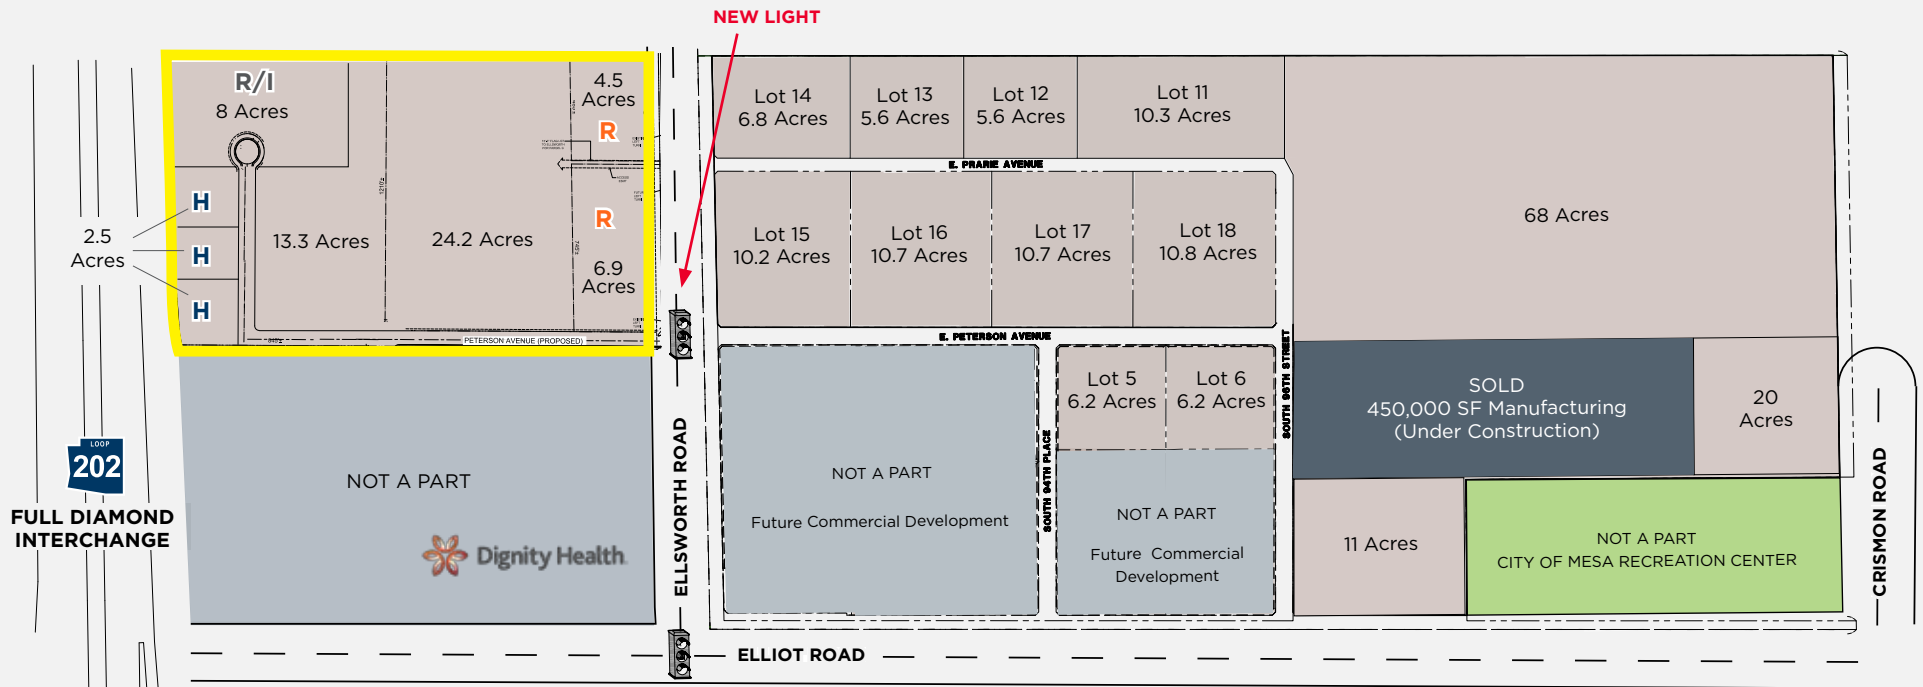 NEW LIGHT
R/I
8 Acres
4.5
Acres
R
H
H
H
2.5
Acres
13.3 Acres
24.2 Acres
R
6.9
Acres
PETERSON AVENUE (PROPOSED)
Lot 14
6.8 Acres
Lot 13
5.6 Acres
Lot 12
5.6 Acres
Lot 11
10.3 Acres
E. PRARIE AVENUE
Lot 15
10.2 Acres
Lot 16
10.7 Acres
Lot 17
10.7 Acres
Lot 18
10.8 Acres
68 Acres
E. PETERSON AVENUE
SOUTH 96TH STREET
Lot 5
6.2 Acres
Lot 6
6.2 Acres
SOLD
450,000 SF Manufacturing
(Under Construction)
20
Acres
LOOP
202
FULL DIAMOND
INTERCHANGE
NOT A PART
Dignity Health
ELLSWORTH ROAD
NOT A PART
Future Commercial Development
SOUTH 94TH PLACE
NOT A PART
Future Commercial
Development
11 Acres
NOT A PART
CITY OF MESA RECREATION CENTER
CRISMON ROAD
ELLIOT ROAD